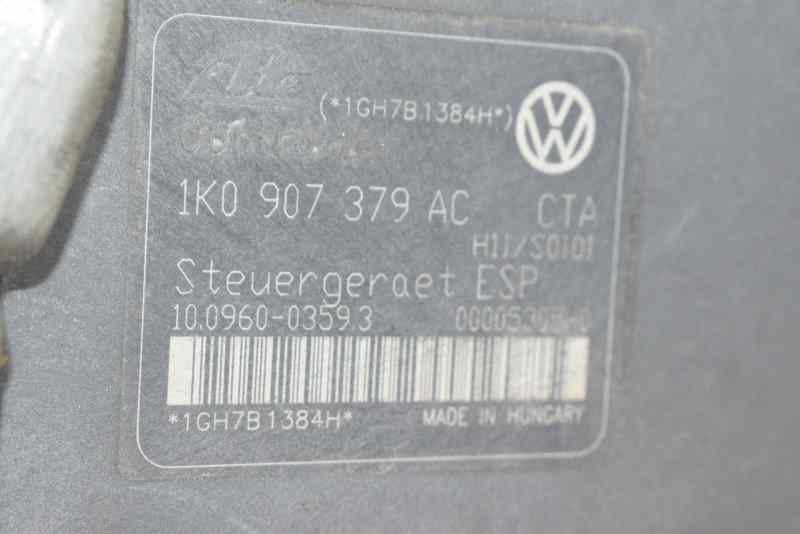 (*1GH7B1384H*)
1K0 907 379 AC CTA
H11/S0101
Steuergeraet ESP
10.0960-0359.3
*1GH7B1384H* MADE IN HUNGARY